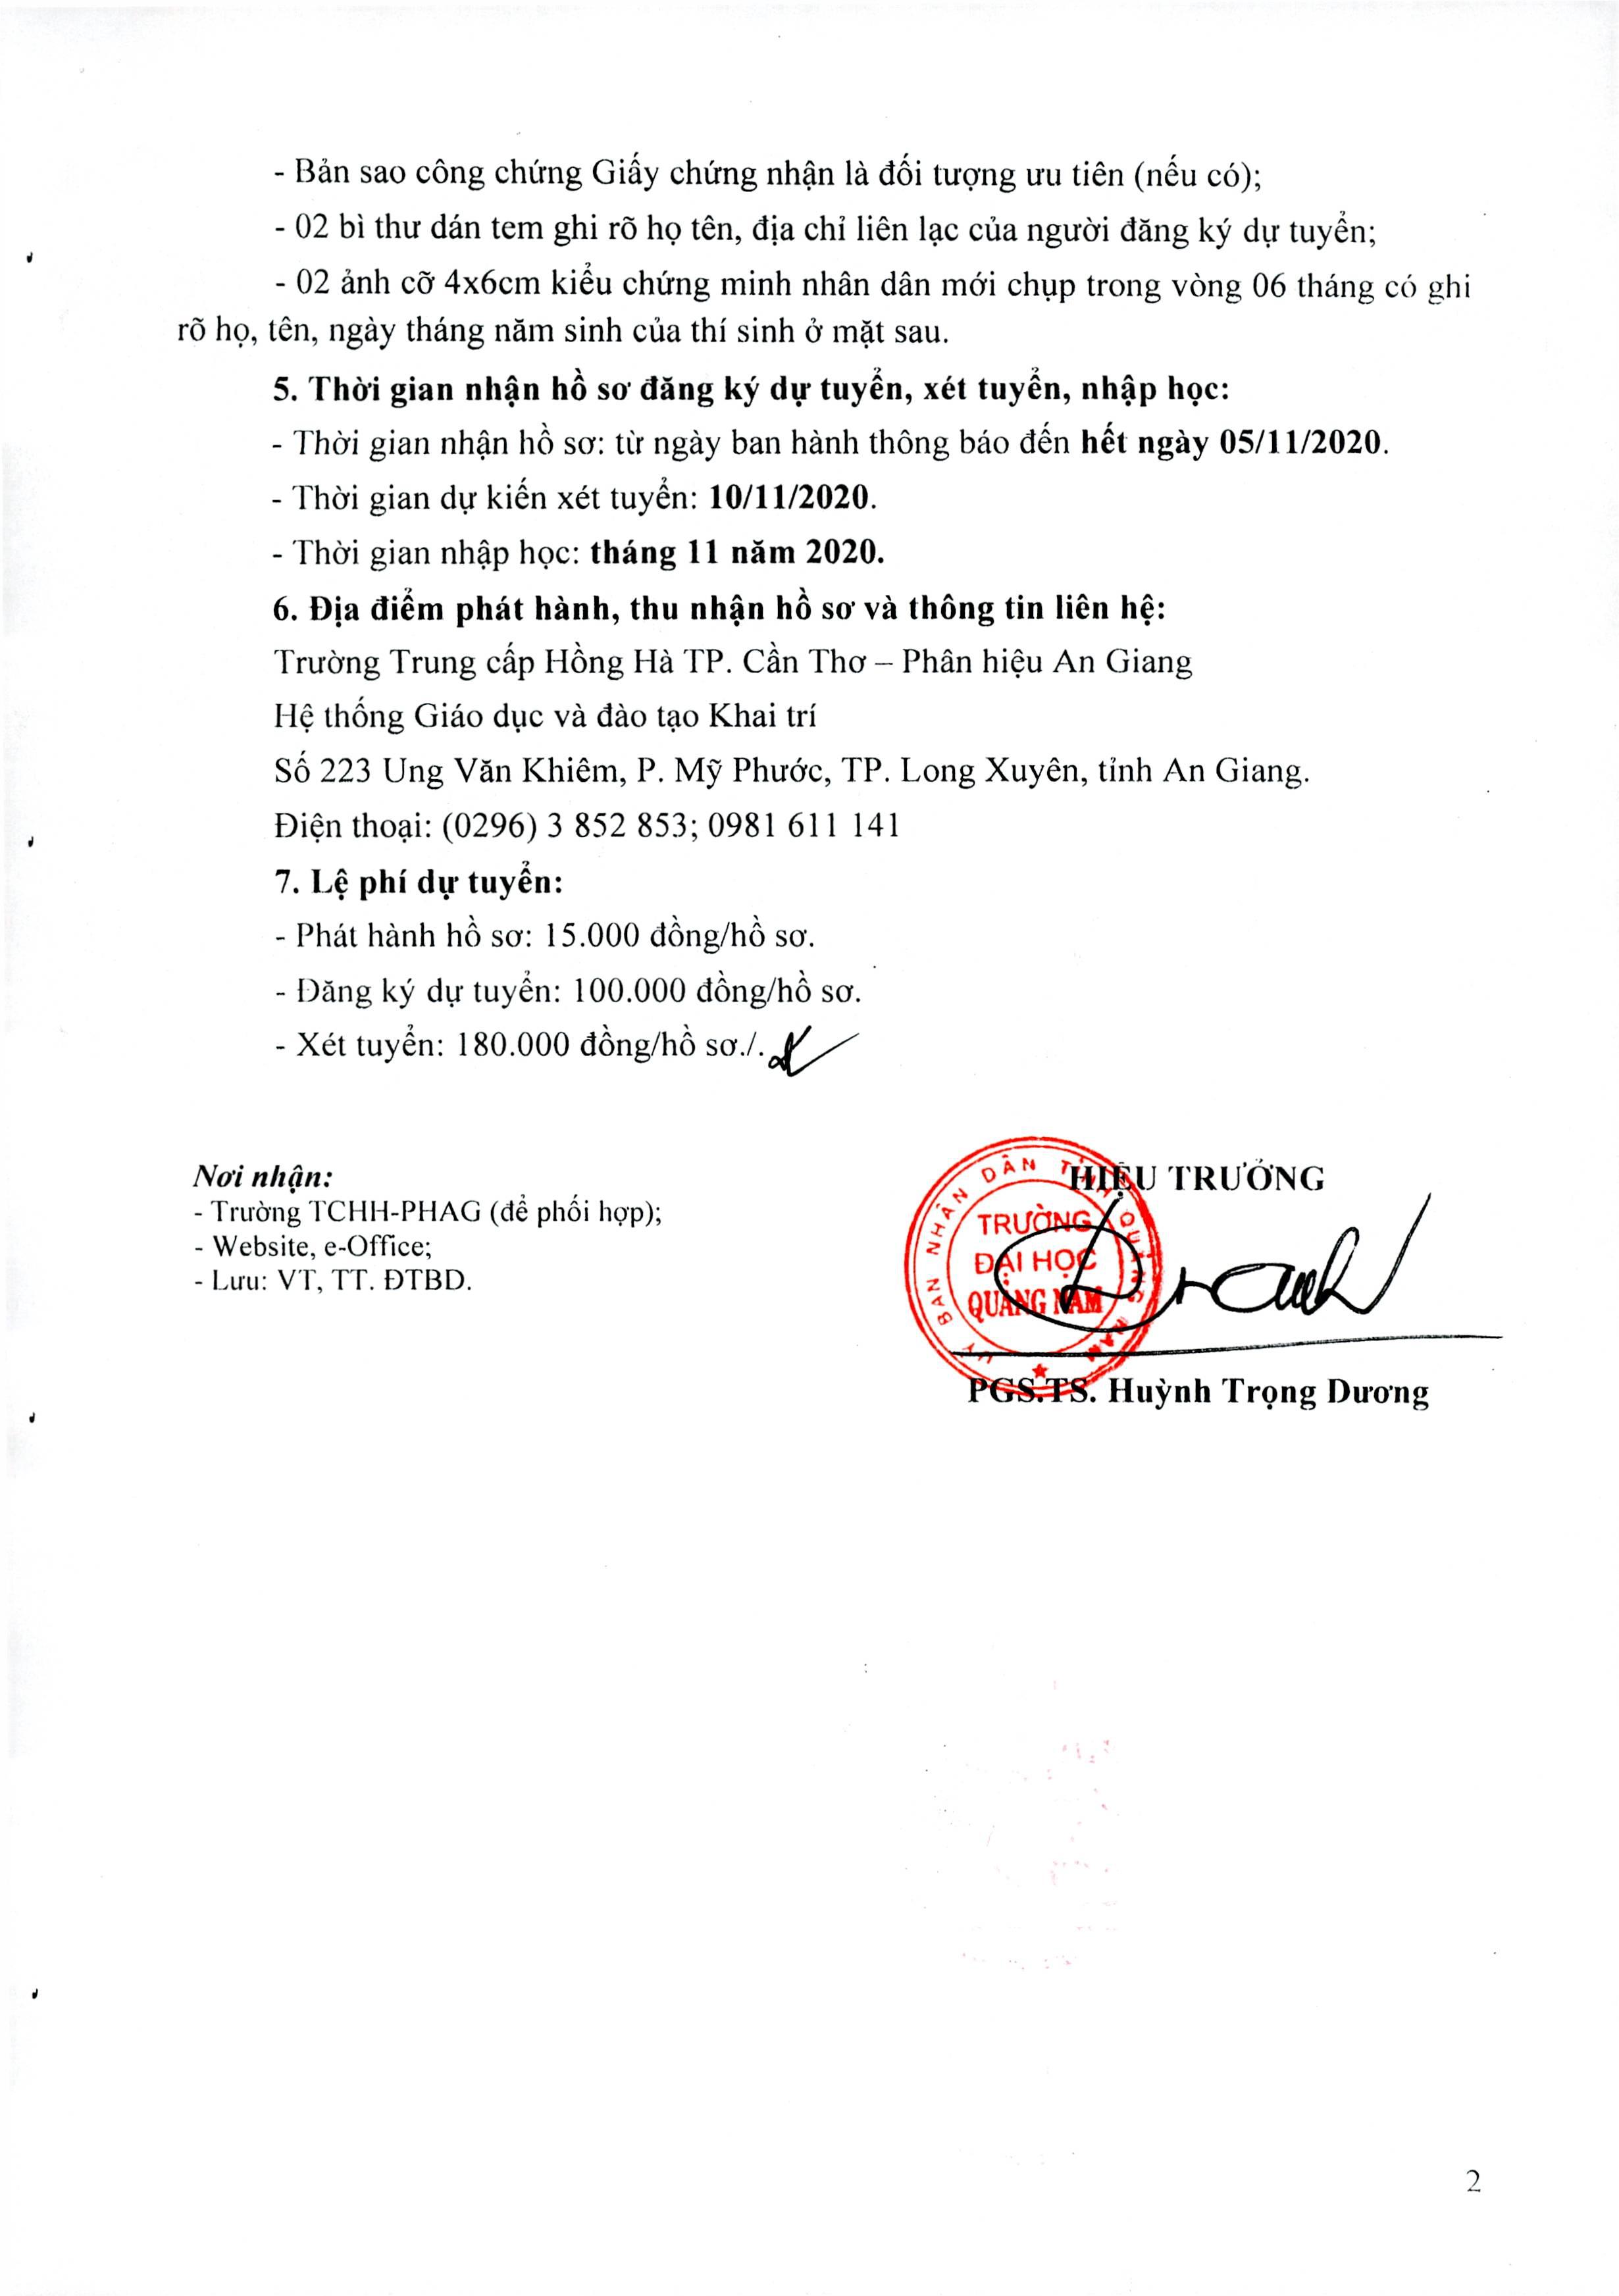 - Bản sao công chứng Giấy chứng nhận là đối tượng ưu tiên (nếu có);
- 02 bì thư dán tem ghi rõ họ tên, địa chỉ liên lạc của người đăng ký dự tuyển;
- 02 ảnh cỡ 4x6cm kiểu chứng minh nhân dân mới chụp trong vòng 06 tháng có ghi
rõ họ, tên, ngày tháng năm sinh của thí sinh ở mặt sau.
5. Thời gian nhận hồ sơ đăng ký dự tuyển, xét tuyển, nhập học:
- Thời gian nhận hồ sơ: từ ngày ban hành thông báo đến hết ngày 05/11/2020.
- Thời gian dự kiến xét tuyển: 10/11/2020.
- Thời gian nhập học: tháng 11 năm 2020.
6. Địa điểm phát hành, thu nhận hồ sơ và thông tin liên hệ:
Trường Trung cấp Hồng Hà TP. Cần Thơ – Phân hiệu An Giang
Hệ thống Giáo dục và đào tạo Khai trí
Số 223 Ung Văn Khiêm, P. Mỹ Phước, TP. Long Xuyên, tỉnh An Giang.
Điện thoại: (0296) 3 852 853; 0981 611 141
7. Lệ phí dự tuyển:
- Phát hành hồ sơ: 15.000 đồng/hồ sơ.
- Đăng ký dự tuyển: 100.000 đồng/hồ sơ.
- Xét tuyển: 180.000 đồng/hồ sơ./.
Nơi nhận:
- Trường TCHH-PHAG (để phối hợp);
- Website, e-Office;
- Lưu: VT, TT. ĐTBD.
HIỆU TRƯỞNG
ỦY BAN NHÂN DÂN TỈNH QUẢNG NAM
TRƯỜNG
ĐẠI HỌC
QUẢNG NAM
PGS.TS. Huỳnh Trọng Dương
2